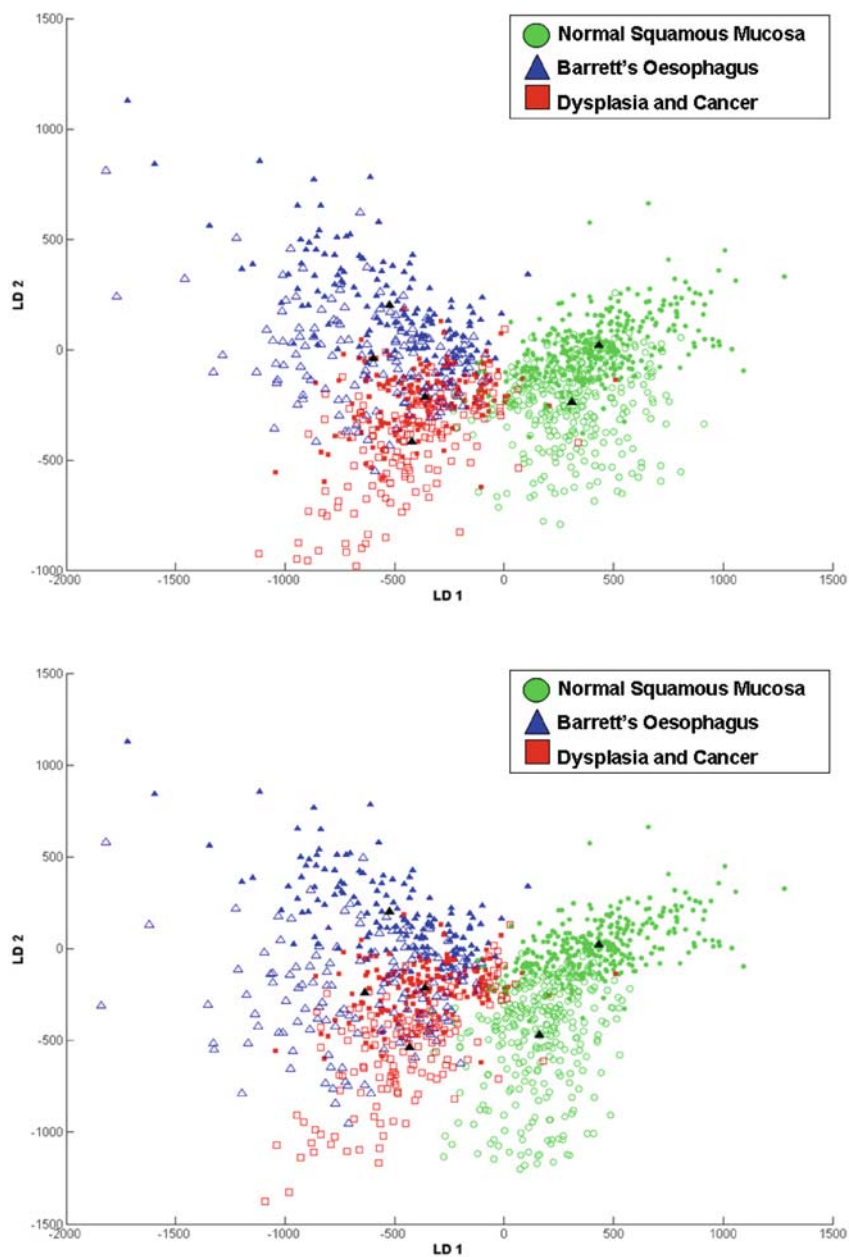 1500
1000
500
0
-500
-1000
-2000 -1500 -1000 -500 0 500 1000 1500
LD 2
LD 1
Normal Squamous Mucosa
Barrett's Oesophagus
Dysplasia and Cancer
1500
1000
500
0
-500
-1000
-1500
-2000 -1500 -1000 -500 0 500 1000 1500
LD 2
LD 1
Normal Squamous Mucosa
Barrett's Oesophagus
Dysplasia and Cancer